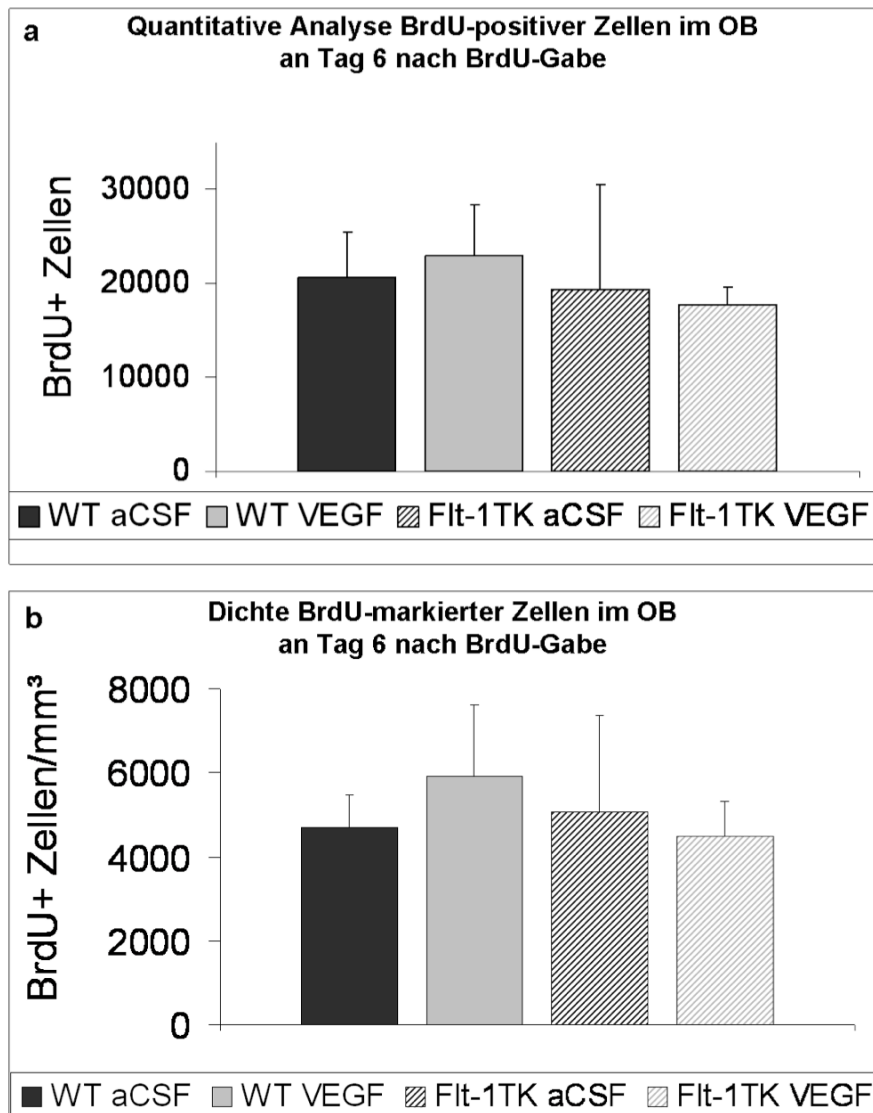 a
Quantitative Analyse BrdU-positiver Zellen im OB
an Tag 6 nach BrdU-Gabe
BrdU+ Zellen
30000
20000
10000
0
WT aCSF WT VEGF Flt-1TK aCSF Flt-1TK VEGF
b
Dichte BrdU-markierter Zellen im OB
an Tag 6 nach BrdU-Gabe
BrdU+ Zellen/mm³
8000
6000
4000
2000
0
WT aCSF WT VEGF Flt-1TK aCSF Flt-1TK VEGF